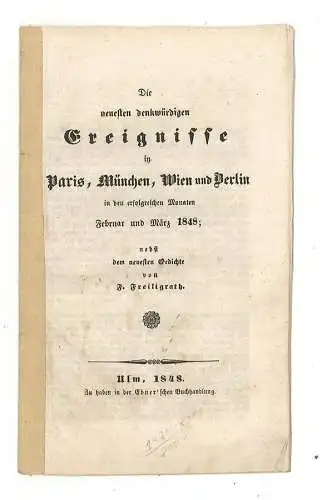 Die
neuesten denkwürdigen
Ereignisse
in
Paris, München, Wien und Berlin
in den erfolgreichen Monaten
Februar und März 1848;
nebst
dem neuesten Gedichte
von
F. Freiligrath.
Ulm, 1848.
Zu haben in der Ebner'schen Buchhandlung.